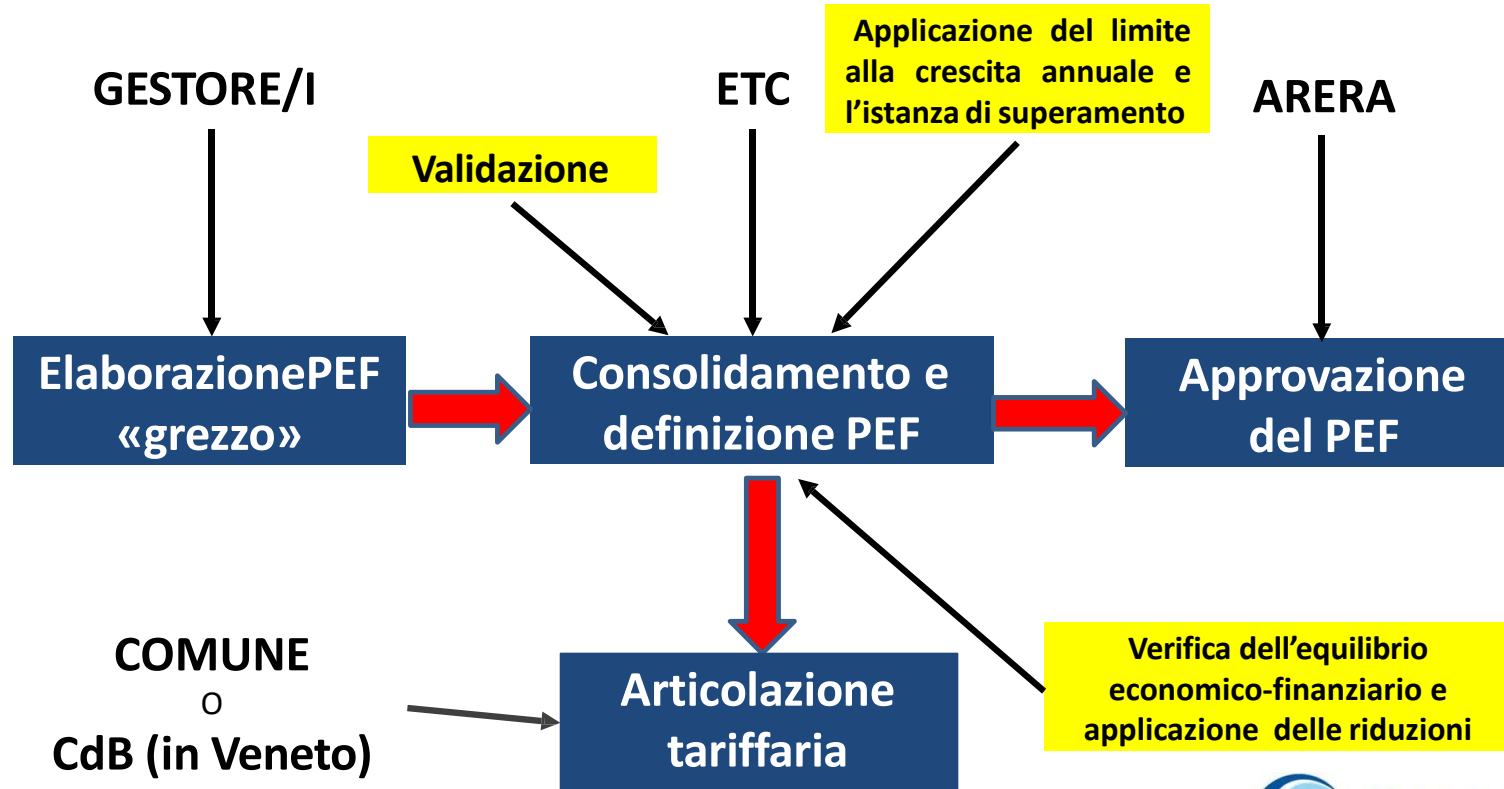 GESTORE/I
ETC
Applicazione del limite
alla crescita annuale e
l’istanza di superamento
ARERA
Validazione
ElaborazionePEF
«grezzo»
Consolidamento e
definizione PEF
Approvazione
del PEF
COMUNE
O
CdB (in Veneto)
Articolazione
tariffaria
Verifica dell’equilibrio
economico-finanziario e
applicazione delle riduzioni